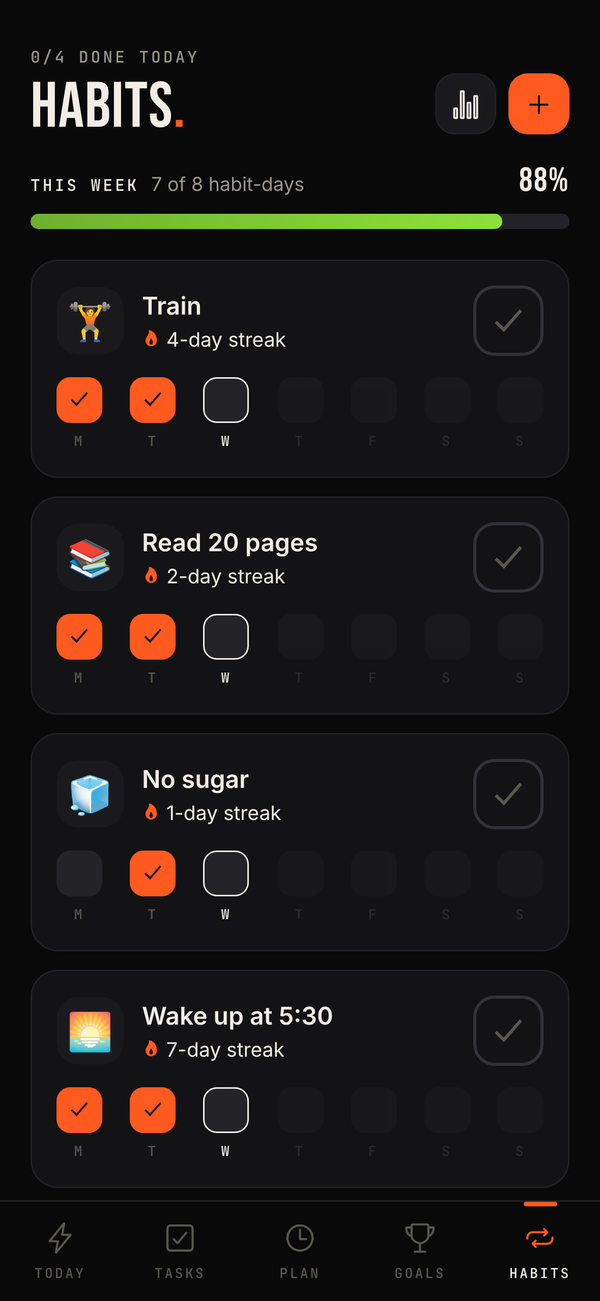 0/4 DONE TODAY
HABITS.
THIS WEEK 7 of 8 habit-days 88%
Train
4-day streak
M T W T F S S
Read 20 pages
2-day streak
M T W T F S S
No sugar
1-day streak
M T W T F S S
Wake up at 5:30
7-day streak
M T W T F S S
TODAY TASKS PLAN GOALS HABITS